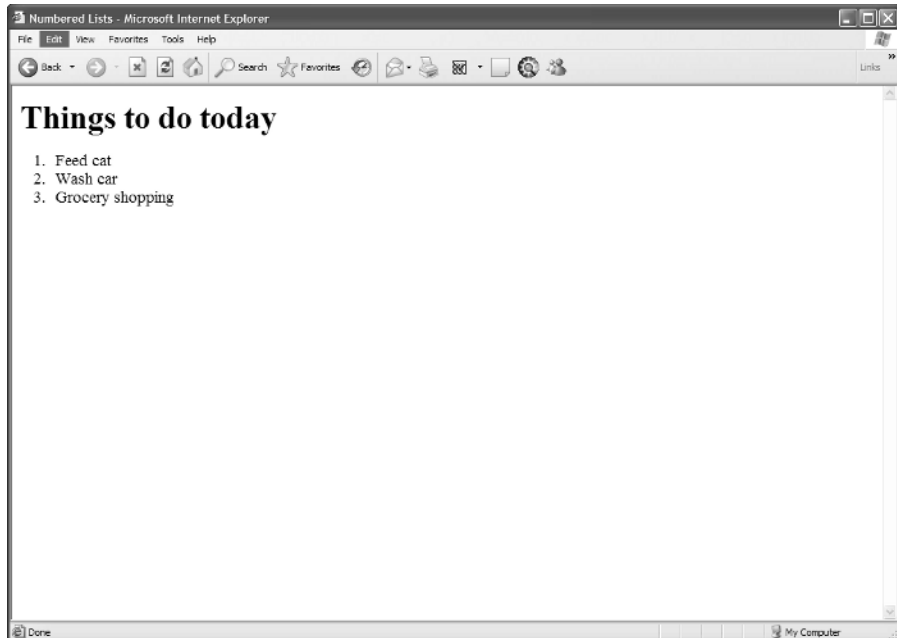 Numbered Lists - Microsoft Internet Explorer
File Edit View Favorites Tools Help
Back Search Favorites Links »
Things to do today
1. Feed cat
2. Wash car
3. Grocery shopping
Done My Computer